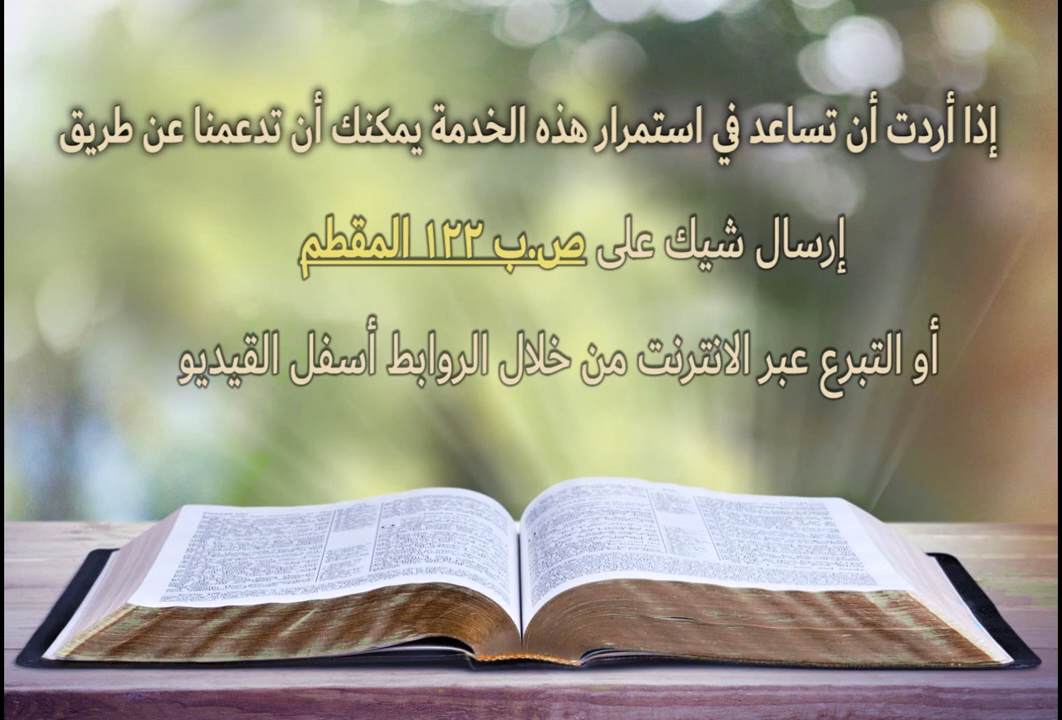 إذا أردت أن تساعد في استمرار هذه الخدمة يمكنك أن تدعمنا عن طريق
إرسال شيك على ص.ب ١٢٢ المقطم
أو التبرع عبر الانترنت من خلال الروابط أسفل الڤيديو